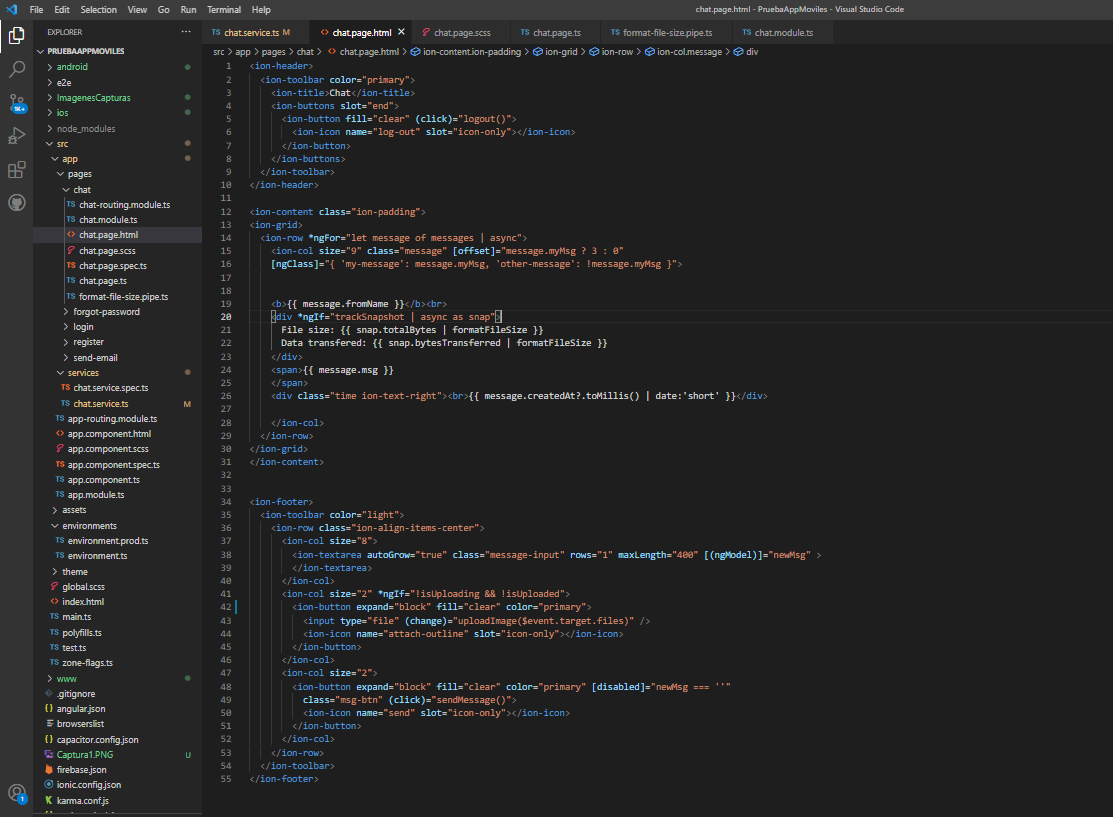 File Edit Selection View Go Run Terminal Help
chat.page.html - PruebaAppMoviles - Visual Studio Code
EXPLORER
PRUEBAAPPMOVILES
android
e2e
ImagenesCapturas
ios
node_modules
src
app
pages
chat
TS chat-routing.module.ts
TS chat.module.ts
<> chat.page.html
chat.page.scss
TS chat.page.spec.ts
TS chat.page.ts
TS format-file-size.pipe.ts
forgot-password
login
register
send-email
services
TS chat.service.spec.ts
TS chat.service.ts M
TS app-routing.module.ts
<> app.component.html
app.component.scss
TS app.component.spec.ts
TS app.component.ts
TS app.module.ts
assets
environments
TS environment.prod.ts
TS environment.ts
theme
global.scss
<> index.html
TS main.ts
TS polyfills.ts
TS test.ts
TS zone-flags.ts
www
.gitignore
{} angular.json
browserslist
{} capacitor.config.json
Captura1.PNG U
firebase.json
ionic.config.json
K karma.conf.js
1K+
1
TS chat.service.ts M <> chat.page.html × chat.page.scss TS chat.page.ts TS format-file-size.pipe.ts TS chat.module.ts
src > app > pages > chat > <> chat.page.html > ion-content.ion-padding > ion-grid > ion-row > ion-col.message > div
1 <ion-header>
2 <ion-toolbar color="primary">
3 <ion-title>Chat</ion-title>
4 <ion-buttons slot="end">
5 <ion-button fill="clear" (click)="logout()">
6 <ion-icon name="log-out" slot="icon-only"></ion-icon>
7 </ion-button>
8 </ion-buttons>
9 </ion-toolbar>
10 </ion-header>
11
12 <ion-content class="ion-padding">
13 <ion-grid>
14 <ion-row *ngFor="let message of messages | async">
15 <ion-col size="9" class="message" [offset]="message.myMsg ? 3 : 0"
16 [ngClass]="{ 'my-message': message.myMsg, 'other-message': !message.myMsg }">
17
18
19 <b>{{ message.fromName }}</b><br>
20 <div *ngIf="trackSnapshot | async as snap">
21 File size: {{ snap.totalBytes | formatFileSize }}
22 Data transfered: {{ snap.bytesTransferred | formatFileSize }}
23 </div>
24 <span>{{ message.msg }}
25 </span>
26 <div class="time ion-text-right"><br>{{ message.createdAt?.toMillis() | date:'short' }}</div>
27
28 </ion-col>
29 </ion-row>
30 </ion-grid>
31 </ion-content>
32
33
34 <ion-footer>
35 <ion-toolbar color="light">
36 <ion-row class="ion-align-items-center">
37 <ion-col size="8">
38 <ion-textarea autoGrow="true" class="message-input" rows="1" maxLength="400" [(ngModel)]="newMsg" >
39 </ion-textarea>
40 </ion-col>
41 <ion-col size="2" *ngIf="!isUploading && !isUploaded">
42 <ion-button expand="block" fill="clear" color="primary">
43 <input type="file" (change)="uploadImage($event.target.files)" />
44 <ion-icon name="attach-outline" slot="icon-only"></ion-icon>
45 </ion-button>
46 </ion-col>
47 <ion-col size="2">
48 <ion-button expand="block" fill="clear" color="primary" [disabled]="newMsg === ''"
49 class="msg-btn" (click)="sendMessage()">
50 <ion-icon name="send" slot="icon-only"></ion-icon>
51 </ion-button>
52 </ion-col>
53 </ion-row>
54 </ion-toolbar>
55 </ion-footer>